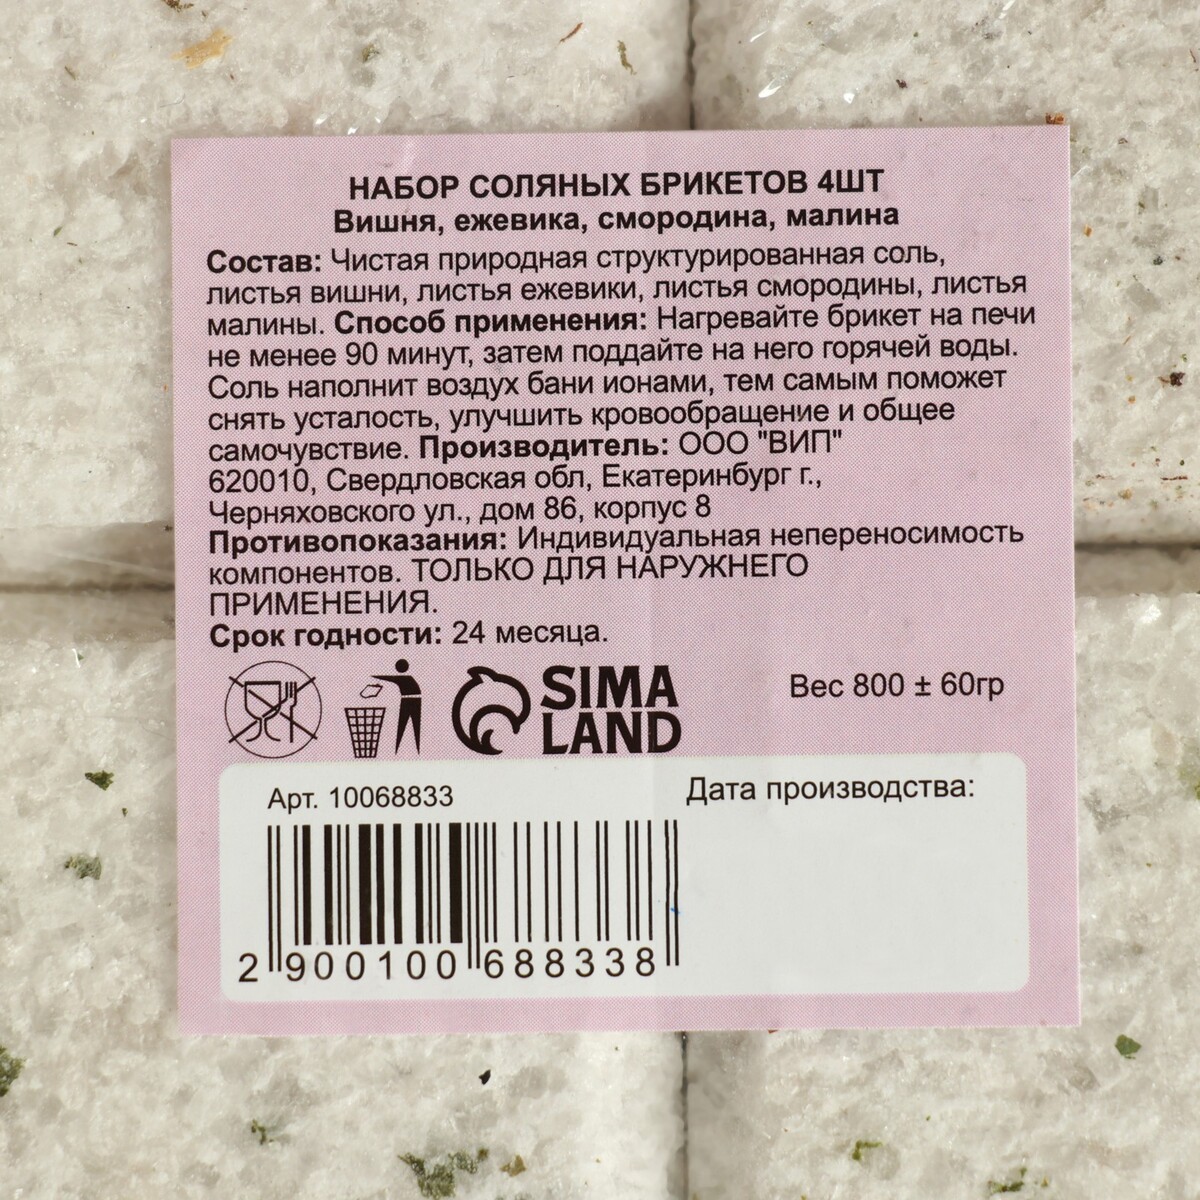 НАБОР СОЛЯНЫХ БРИКЕТОВ 4ШТ
Вишня, ежевика, смородина, малина
Состав: Чистая природная структурированная соль,
листья вишни, листья ежевики, листья смородины, листья
малины. Способ применения: Нагревайте брикет на печи
не менее 90 минут, затем поддайте на него горячей воды.
Соль наполнит воздух бани ионами, тем самым поможет
снять усталость, улучшить кровообращение и общее
самочувствие. Производитель: ООО "ВИП"
620010, Свердловская обл, Екатеринбург г.,
Черняховского ул., дом 86, корпус 8
Противопоказания: Индивидуальная непереносимость
компонентов. ТОЛЬКО ДЛЯ НАРУЖНЕГО
ПРИМЕНЕНИЯ.
Срок годности: 24 месяца.
SIMA
LAND
Вес 800 ± 60гр
Арт. 10068833
Дата производства:
2 900100 688338